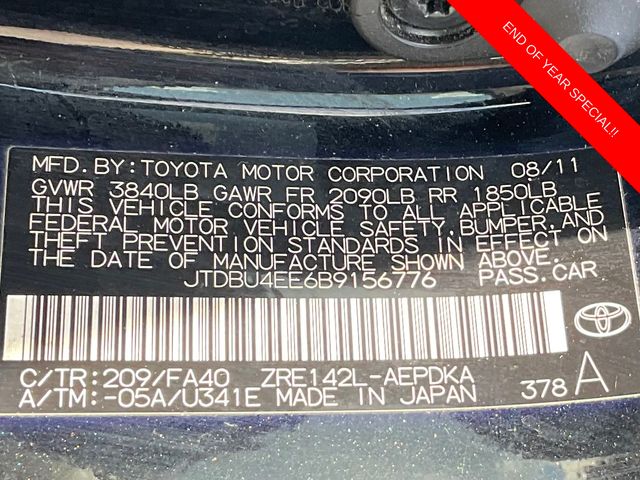 END OF YEAR SPECIAL!!
MFD.BY:TOYOTA MOTOR CORPORATION 08/11
GVWR 3840LB GAWR FR 2090LB RR 1850LB
THIS VEHICLE CONFORMS TO ALL APPLICABLE
FEDERAL MOTOR VEHICLE SAFETY,BUMPER,AND
THEFT PREVENTION STANDARDS IN EFFECT ON
THE DATE OF MANUFACTURE SHOWN ABOVE.
JTDBU4EE6B9156776 PASS.CAR
C/TR:209/FA40 ZRE142L-AEPDKA
A/TM:-05A/U341E MADE IN JAPAN 378 A